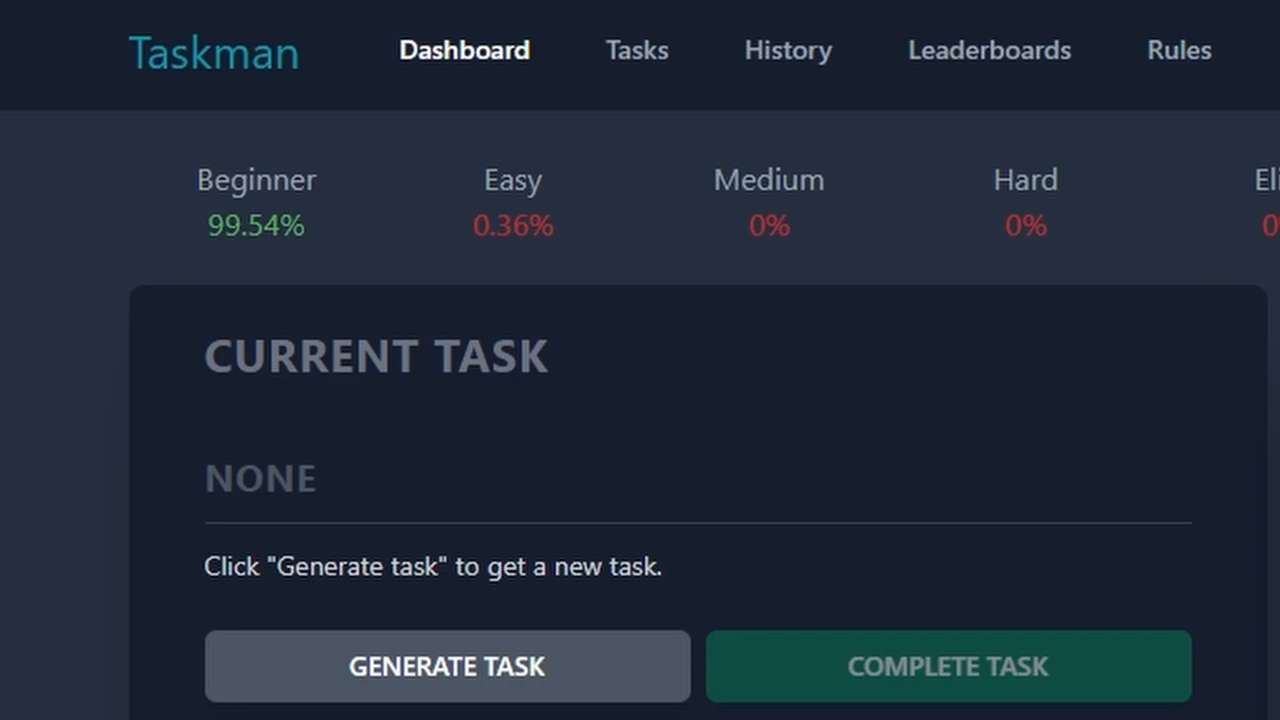 Taskman Dashboard Tasks History Leaderboards Rules
Beginner Easy Medium Hard
99.54% 0.36% 0% 0%
CURRENT TASK
NONE
Click "Generate task" to get a new task.
GENERATE TASK COMPLETE TASK